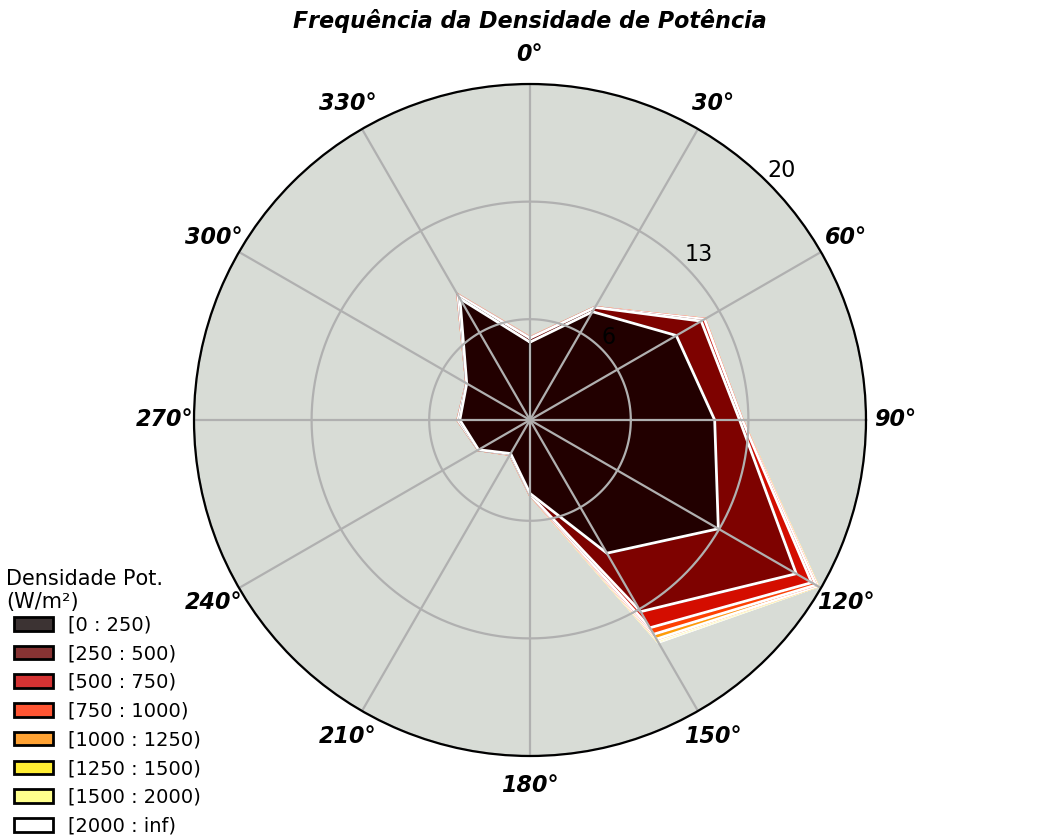 Frequência da Densidade de Potência
0°
330°
30°
20
300°
60°
13
6
270°
90°
240°
120°
210°
150°
180°
Densidade Pot.
(W/m²)
[0 : 250)
[250 : 500)
[500 : 750)
[750 : 1000)
[1000 : 1250)
[1250 : 1500)
[1500 : 2000)
[2000 : inf)